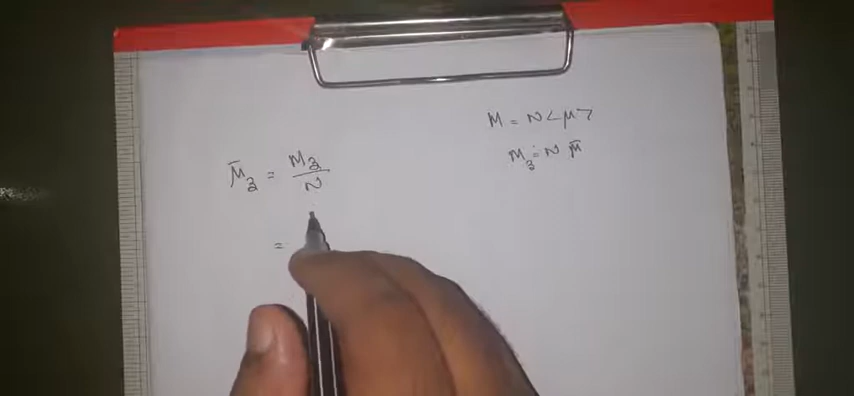 M = N<μ>
M_z = N μ̄
μ̄_z = M_z / N
=